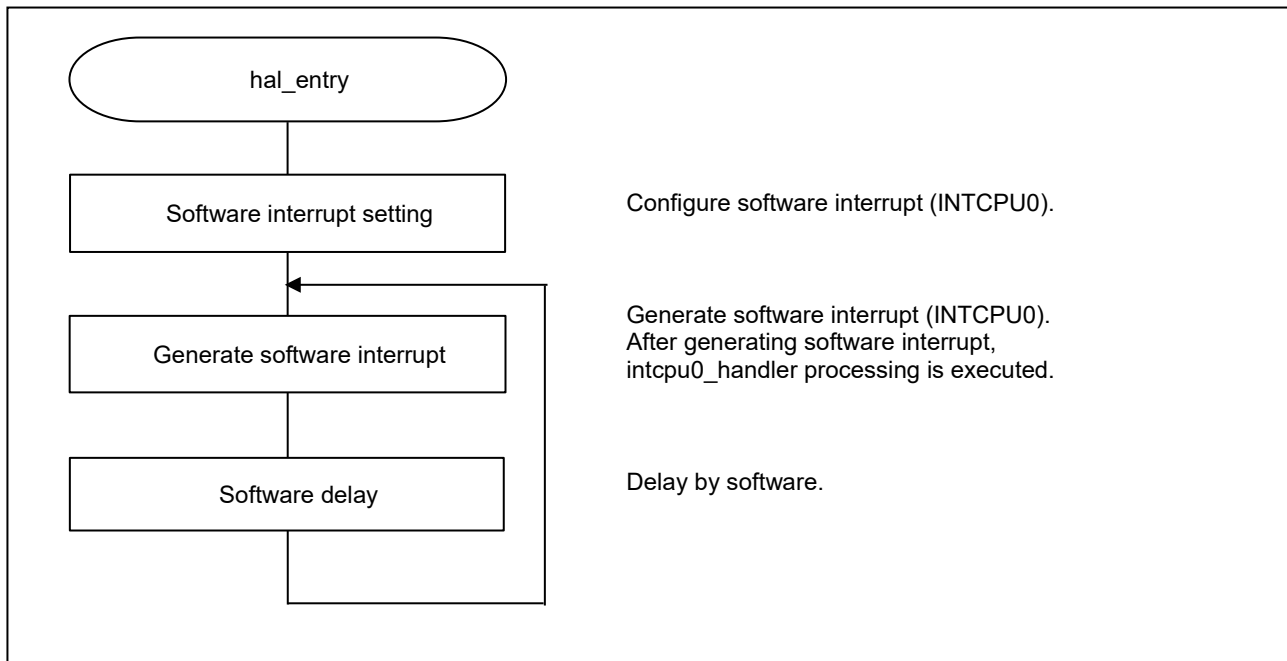 hal_entry
Software interrupt setting
Configure software interrupt (INTCPU0).
Generate software interrupt
Generate software interrupt (INTCPU0).
After generating software interrupt,
intcpu0_handler processing is executed.
Software delay
Delay by software.